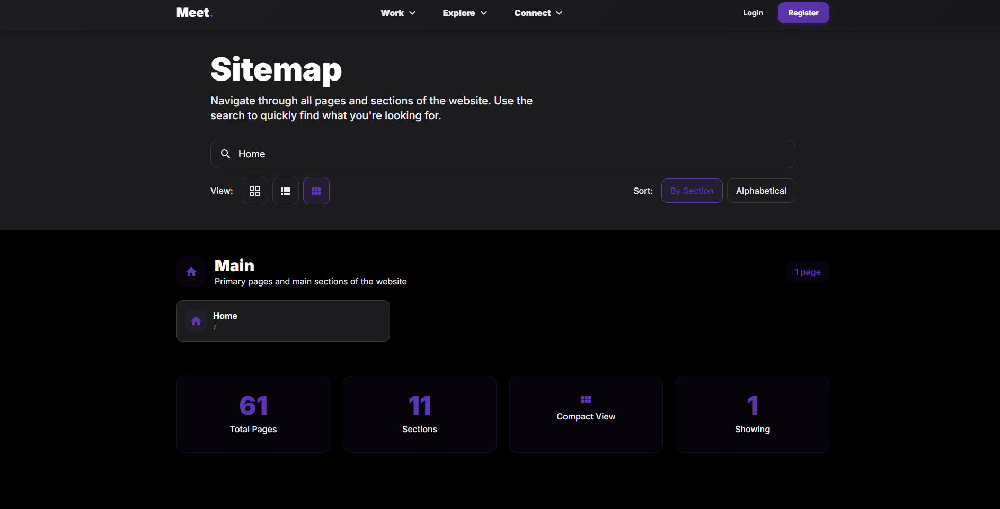 Meet.
Work
Explore
Connect
Login
Register
Sitemap
Navigate through all pages and sections of the website. Use the
search to quickly find what you're looking for.
Home
View:
Sort:
By Section
Alphabetical
Main
Primary pages and main sections of the website
1 page
Home
/
61
Total Pages
11
Sections
Compact View
1
Showing